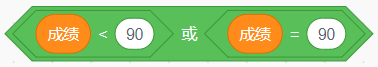 成绩 < 90 或 成绩 = 90